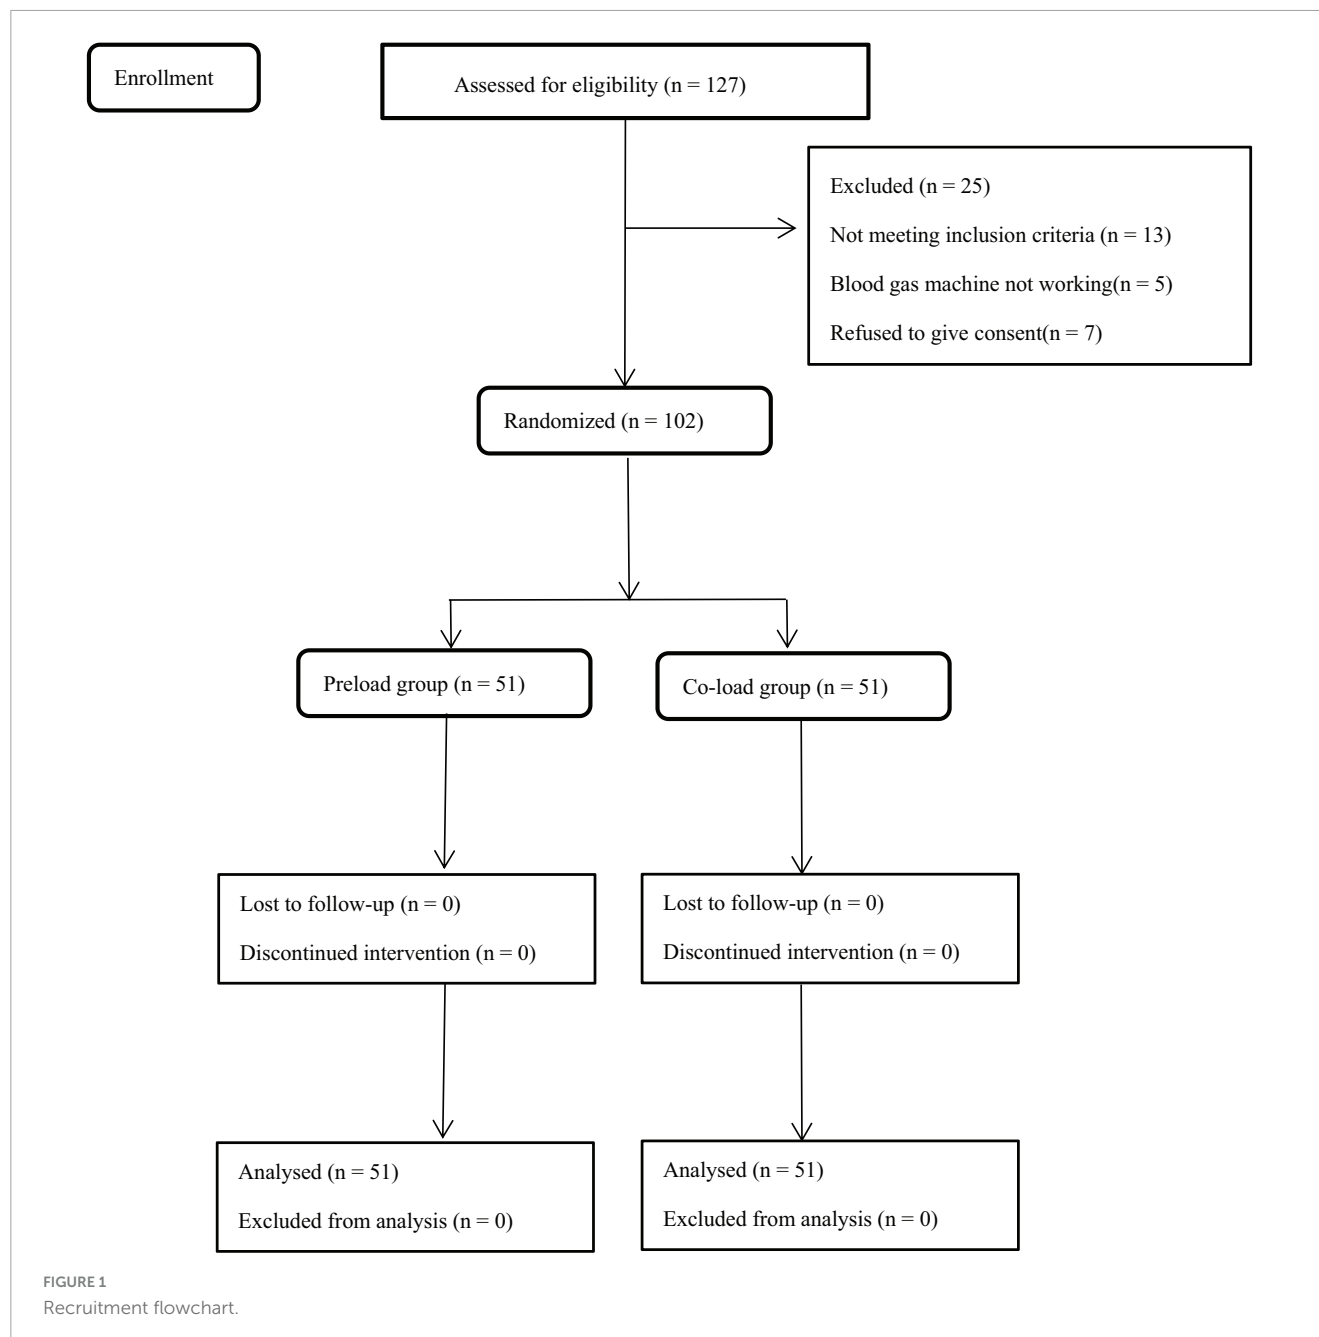 Enrollment
Assessed for eligibility (n = 127)
Excluded (n = 25)
Not meeting inclusion criteria (n = 13)
Blood gas machine not working(n = 5)
Refused to give consent(n = 7)
Randomized (n = 102)
Preload group (n = 51)
Co-load group (n = 51)
Lost to follow-up (n = 0)
Discontinued intervention (n = 0)
Lost to follow-up (n = 0)
Discontinued intervention (n = 0)
Analysed (n = 51)
Excluded from analysis (n = 0)
Analysed (n = 51)
Excluded from analysis (n = 0)
FIGURE 1
Recruitment flowchart.